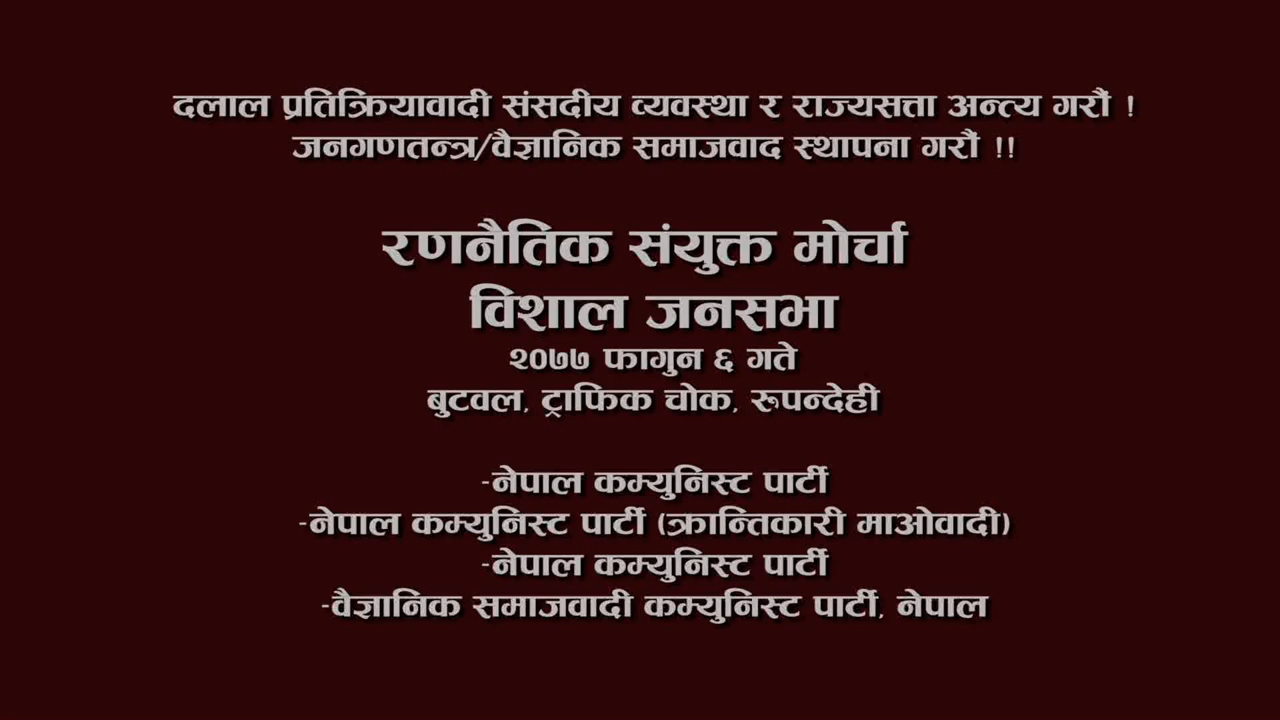 दलाल प्रतिक्रियावादी संसदीय व्यवस्था र राज्यसत्ता अन्त्य गरौं !
जनगणतन्त्र/वैज्ञानिक समाजवाद स्थापना गरौं !!
रणनैतिक संयुक्त मोर्चा
विशाल जनसभा
२०७७ फागुन ६ गते
बुटवल, ट्राफिक चोक, रुपन्देही
-नेपाल कम्युनिस्ट पार्टी
-नेपाल कम्युनिस्ट पार्टी (क्रान्तिकारी माओवादी)
-नेपाल कम्युनिस्ट पार्टी
-वैज्ञानिक समाजवादी कम्युनिस्ट पार्टी, नेपाल